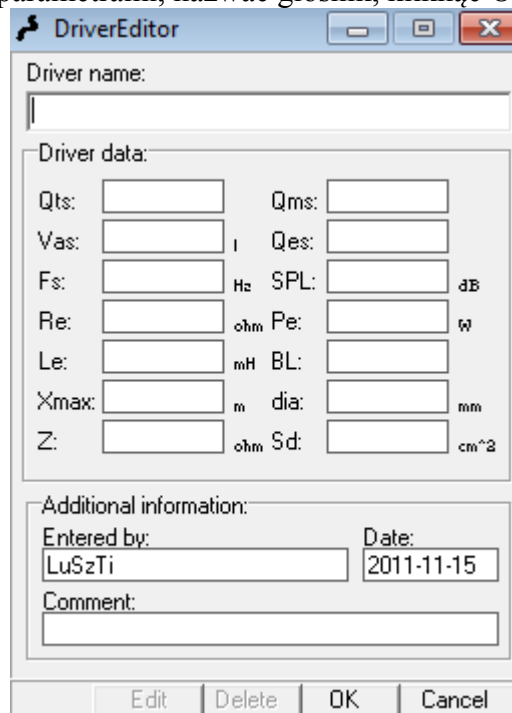 DriverEditor
Driver name:
Driver data:
Qts: Qms:
Vas: l Qes:
Fs: Hz SPL: dB
Re: ohm Pe: W
Le: mH BL:
Xmax: m dia: mm
Z: ohm Sd: cm^2
Additional information:
Entered by: Date:
LuSzTi 2011-11-15
Comment:
Edit Delete OK Cancel